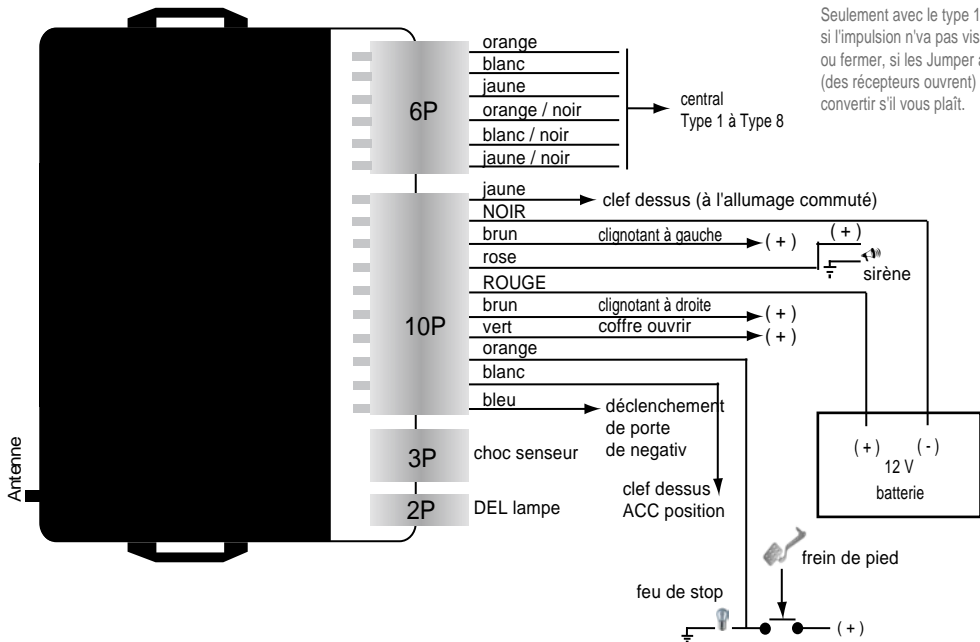 Seulement avec le type 1
si l'impulsion n'va pas vis
ou fermer, si les Jumper a
(des récepteurs ouvrent)
convertir s'il vous plaît.
orange
blanc
jaune
orange / noir
blanc / noir
jaune / noir
6P
central
Type 1 à Type 8
jaune
clef dessus (à l'allumage commuté)
NOIR
brun
clignotant à gauche
( + )
( + )
rose
sirène
ROUGE
brun
clignotant à droite
( + )
10P
vert
coffre ouvrir
( + )
orange
blanc
bleu
déclenchement
de porte
de negativ
( + )
( - )
12 V
batterie
3P
choc senseur
clef dessus
ACC position
2P
DEL lampe
Antenne
frein de pied
feu de stop
( + )